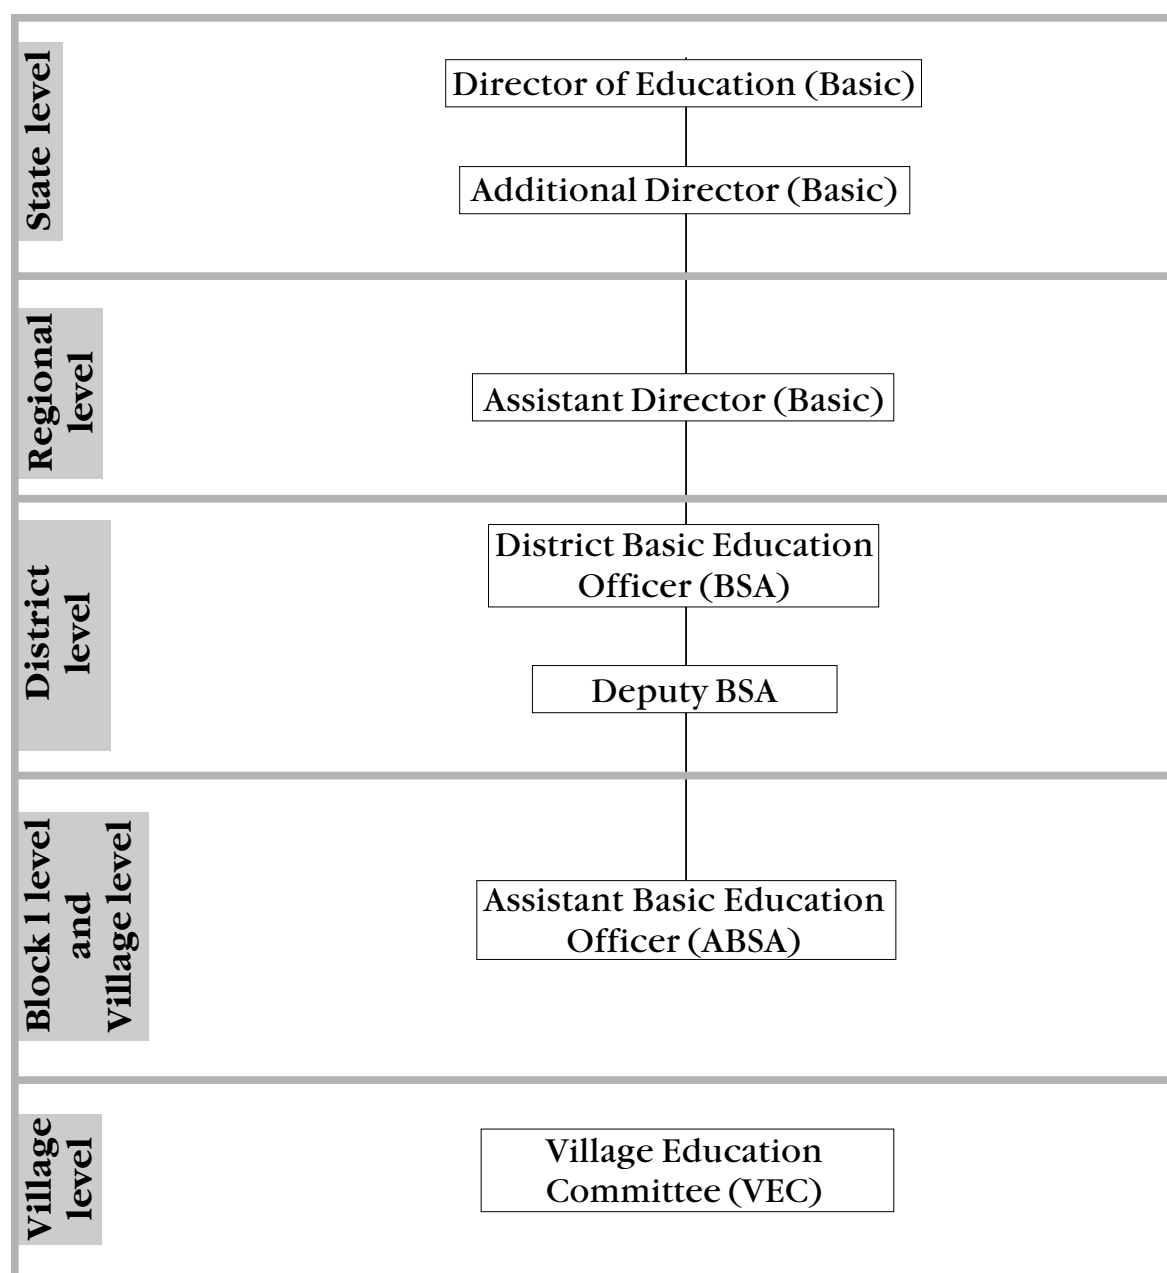 State level
Director of Education (Basic)
Additional Director (Basic)
Regional
level
Assistant Director (Basic)
District
level
District Basic Education
Officer (BSA)
Deputy BSA
Block l level
and
Village level
Assistant Basic Education
Officer (ABSA)
Village
level
Village Education
Committee (VEC)